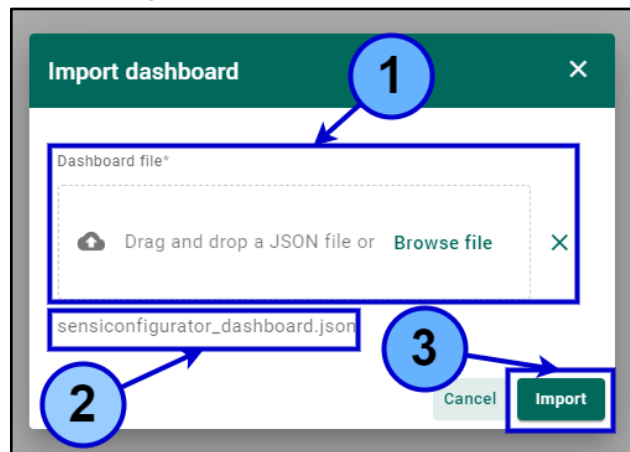 Import dashboard
1
Dashboard file*
Drag and drop a JSON file or Browse file
sensiconfigurator_dashboard.json
3
2
Cancel Import